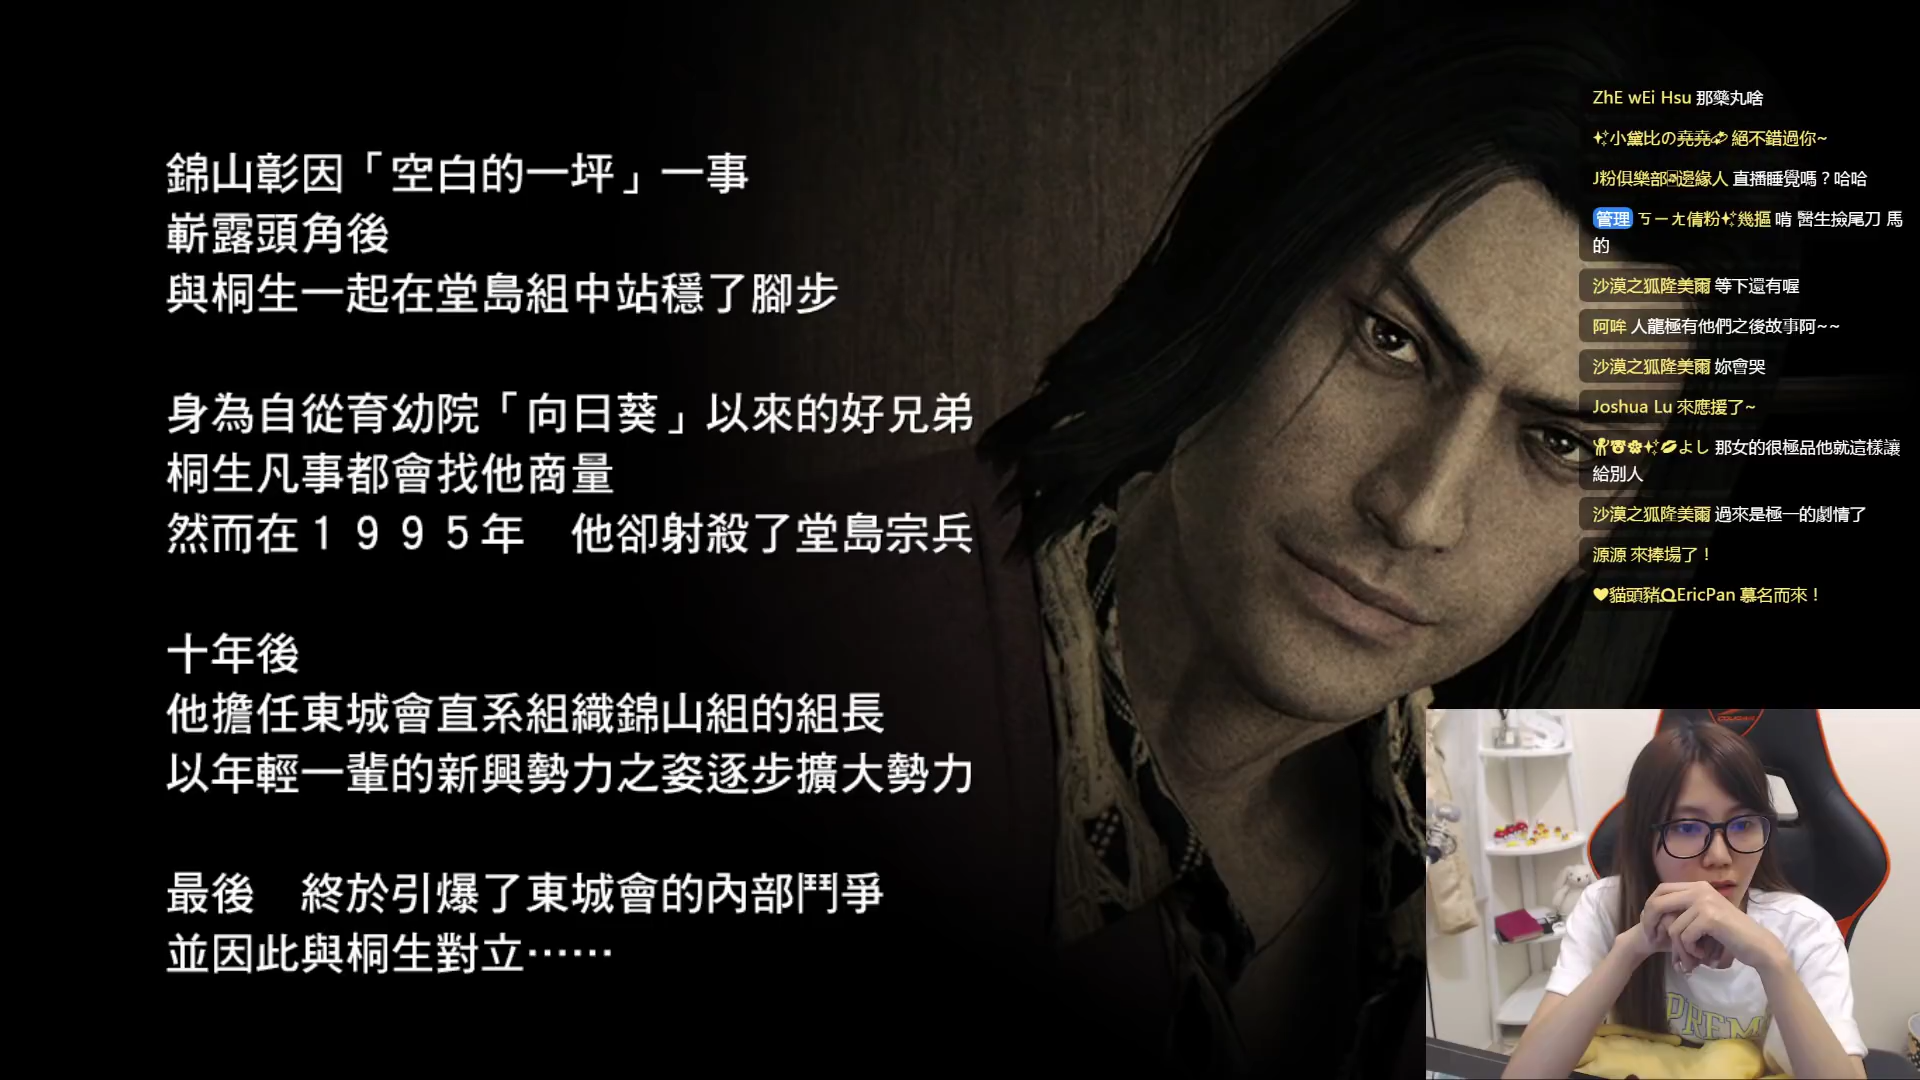 錦山彰因「空白的一坪」一事
嶄露頭角後
與桐生一起在堂島組中站穩了腳步
身為自從育幼院「向日葵」以來的好兄弟
桐生凡事都會找他商量
然而在１９９５年　他卻射殺了堂島宗兵
十年後
他擔任東城會直系組織錦山組的組長
以年輕一輩的新興勢力之姿逐步擴大勢力
最後　終於引爆了東城會的內部鬥爭
並因此與桐生對立……
ZhE wEi Hsu 那藥丸啥
✨小黛比の堯堯 絕不錯過你~
J粉俱樂部邊緣人 直播睡覺嗎？哈哈
管理 ㄎㄧㄤ倩粉✨幾摳 啃 醫生撿尾刀 馬
的
沙漠之狐隆美爾 等下還有喔
阿哞 人龍極有他們之後故事阿~~
沙漠之狐隆美爾 妳會哭
Joshua Lu 來應援了~
よし 那女的很極品他就這樣讓
給別人
沙漠之狐隆美爾 過來是極一的劇情了
源源 來捧場了！
❤貓頭豬EricPan 慕名而來！
COUGAR
PREM